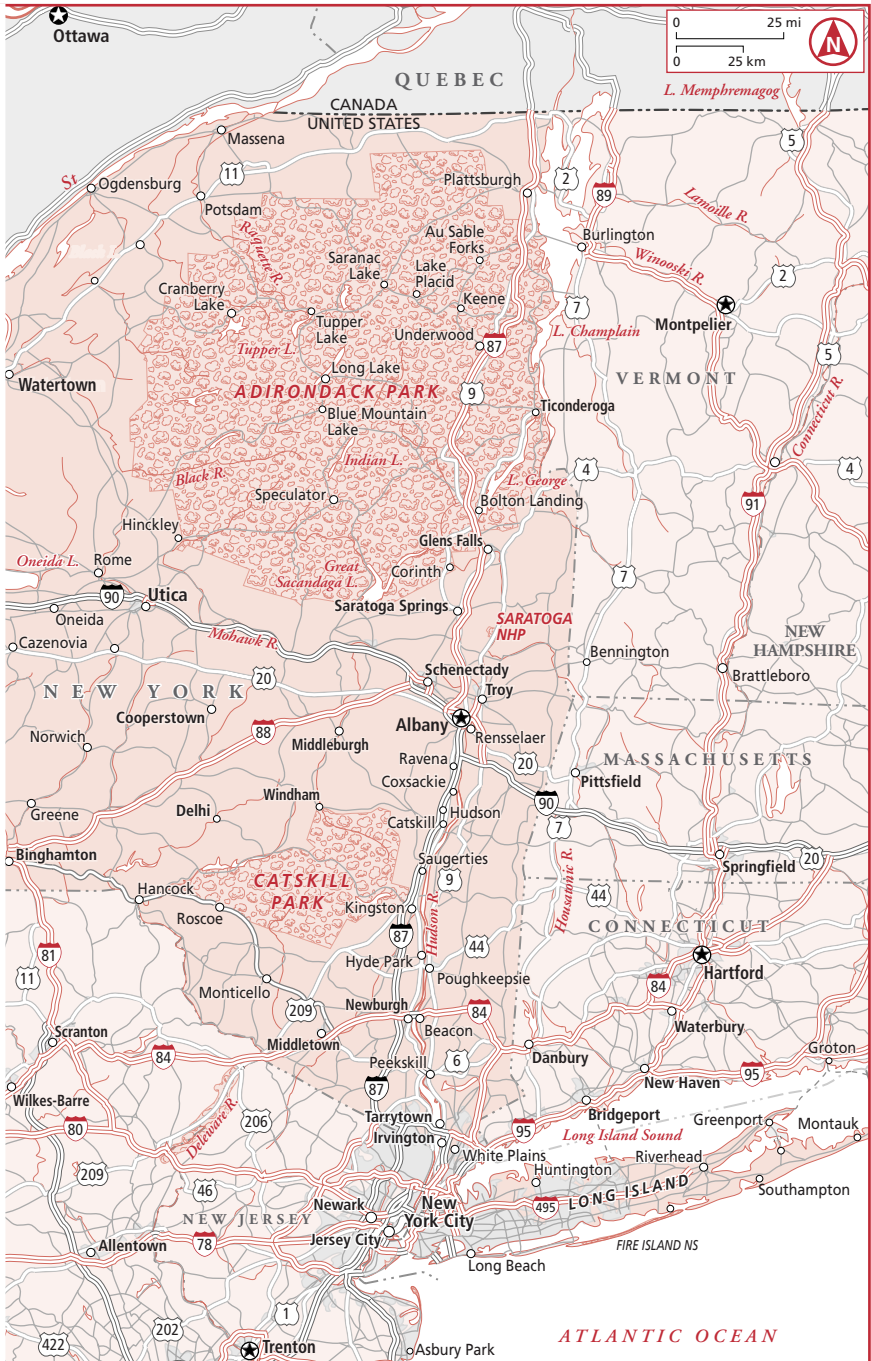 Ottawa
0 25 mi
0 25 km
N
QUEBEC
L. Memphremagog
CANADA
UNITED STATES
Massena
5
11
St
Ogdensburg
Plattsburgh
2
89
Potsdam
Lamoille R.
Raquette R.
Au Sable
Forks
Burlington
Saranac
Lake
Lake
Placid
Winooski R.
2
Cranberry
Lake
Keene
7
Montpelier
Tupper
Lake
Underwood
87
L. Champlain
Tupper L.
5
Watertown
Long Lake
VERMONT
ADIRONDACK PARK
9
Connecticut R.
Blue Mountain
Lake
Ticonderoga
Indian L.
Black R.
4
4
L. George
Speculator
Bolton Landing
91
Hinckley
Glens Falls
Oneida L.
Rome
Great
Sacandaga L.
Corinth
7
90
Utica
Saratoga Springs
Oneida
SARATOGA
NHP
Mohawk R.
NEW
HAMPSHIRE
Cazenovia
Bennington
Schenectady
Brattleboro
20
NEW YORK
Troy
Cooperstown
Albany
88
Rensselaer
Norwich
Middleburgh
Ravena
20
MASSACHUSETTS
Pittsfield
Coxsackie
Windham
90
Greene
Delhi
Hudson
Catskill
7
Binghamton
Saugerties
Springfield
20
CATSKILL
PARK
9
Housatonic R.
44
Hancock
Roscoe
Kingston
CONNECTICUT
87
Hudson R.
44
81
Hyde Park
Hartford
11
Poughkeepsie
84
Monticello
209
Newburgh
84
Beacon
Waterbury
Scranton
Middletown
84
6
Danbury
Groton
Peekskill
New Haven
95
Wilkes-Barre
87
Bridgeport
80
Deleware R.
206
Tarrytown
95
Greenport
Montauk
Irvington
Long Island Sound
White Plains
Riverhead
209
Huntington
46
LONG ISLAND
Southampton
Newark
New
York City
495
NEW JERSEY
Jersey City
78
Allentown
FIRE ISLAND NS
Long Beach
1
202
422
Trenton
Asbury Park
ATLANTIC OCEAN